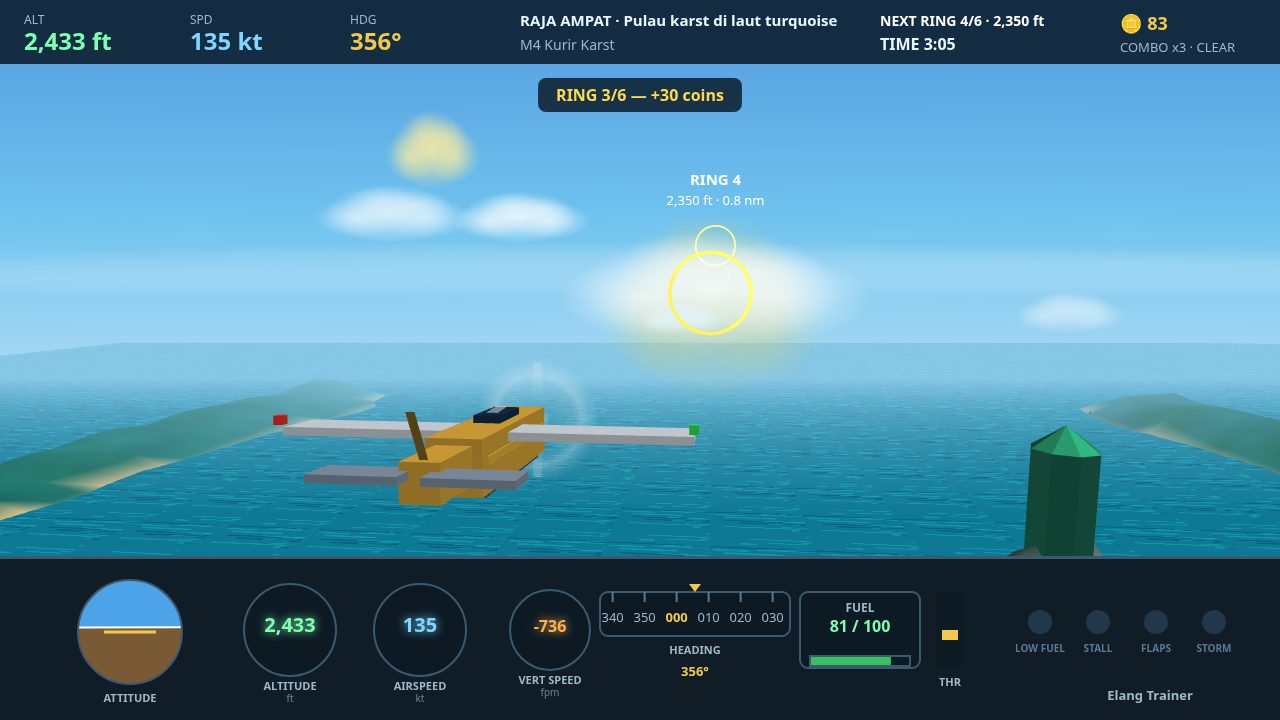 ALT
2,433 ft
SPD
135 kt
HDG
356°
RAJA AMPAT · Pulau karst di laut turquoise
M4 Kurir Karst
NEXT RING 4/6 · 2,350 ft
TIME 3:05
🪙 83
COMBO x3 · CLEAR
RING 3/6 — +30 coins
RING 4
2,350 ft · 0.8 nm
ATTITUDE
2,433
ALTITUDE
ft
135
AIRSPEED
kt
-736
VERT SPEED
fpm
340 350 000 010 020 030
HEADING
356°
FUEL
81 / 100
THR
LOW FUEL
STALL
FLAPS
STORM
Elang Trainer